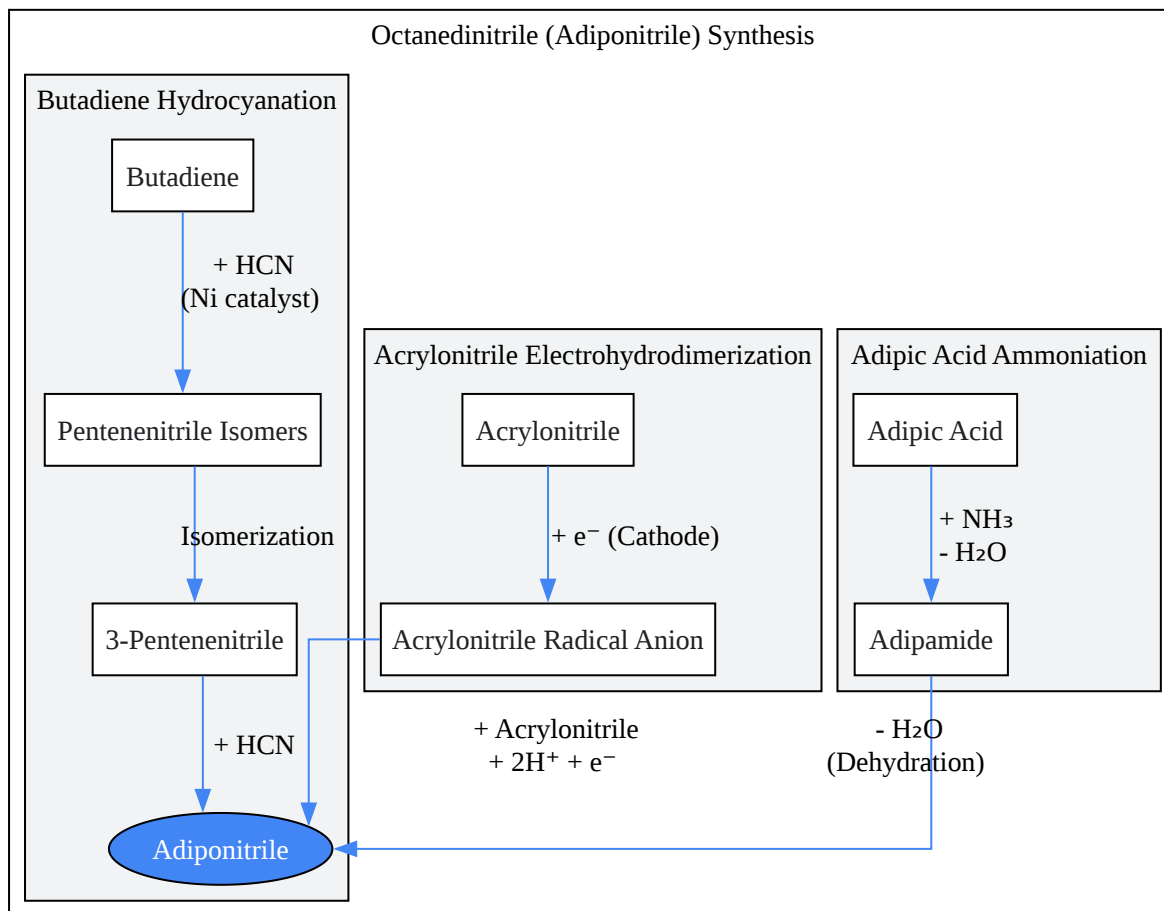 Octanedinitrile (Adiponitrile) Synthesis
Butadiene Hydrocyanation
Butadiene
+ HCN
(Ni catalyst)
Pentenenitrile Isomers
Isomerization
3-Pentenenitrile
+ HCN
Adiponitrile
Acrylonitrile Electrohydrodimerization
Acrylonitrile
+ e⁻ (Cathode)
Acrylonitrile Radical Anion
+ Acrylonitrile
+ 2H⁺ + e⁻
Adipic Acid Ammoniation
Adipic Acid
+ NH₃
- H₂O
Adipamide
- H₂O
(Dehydration)